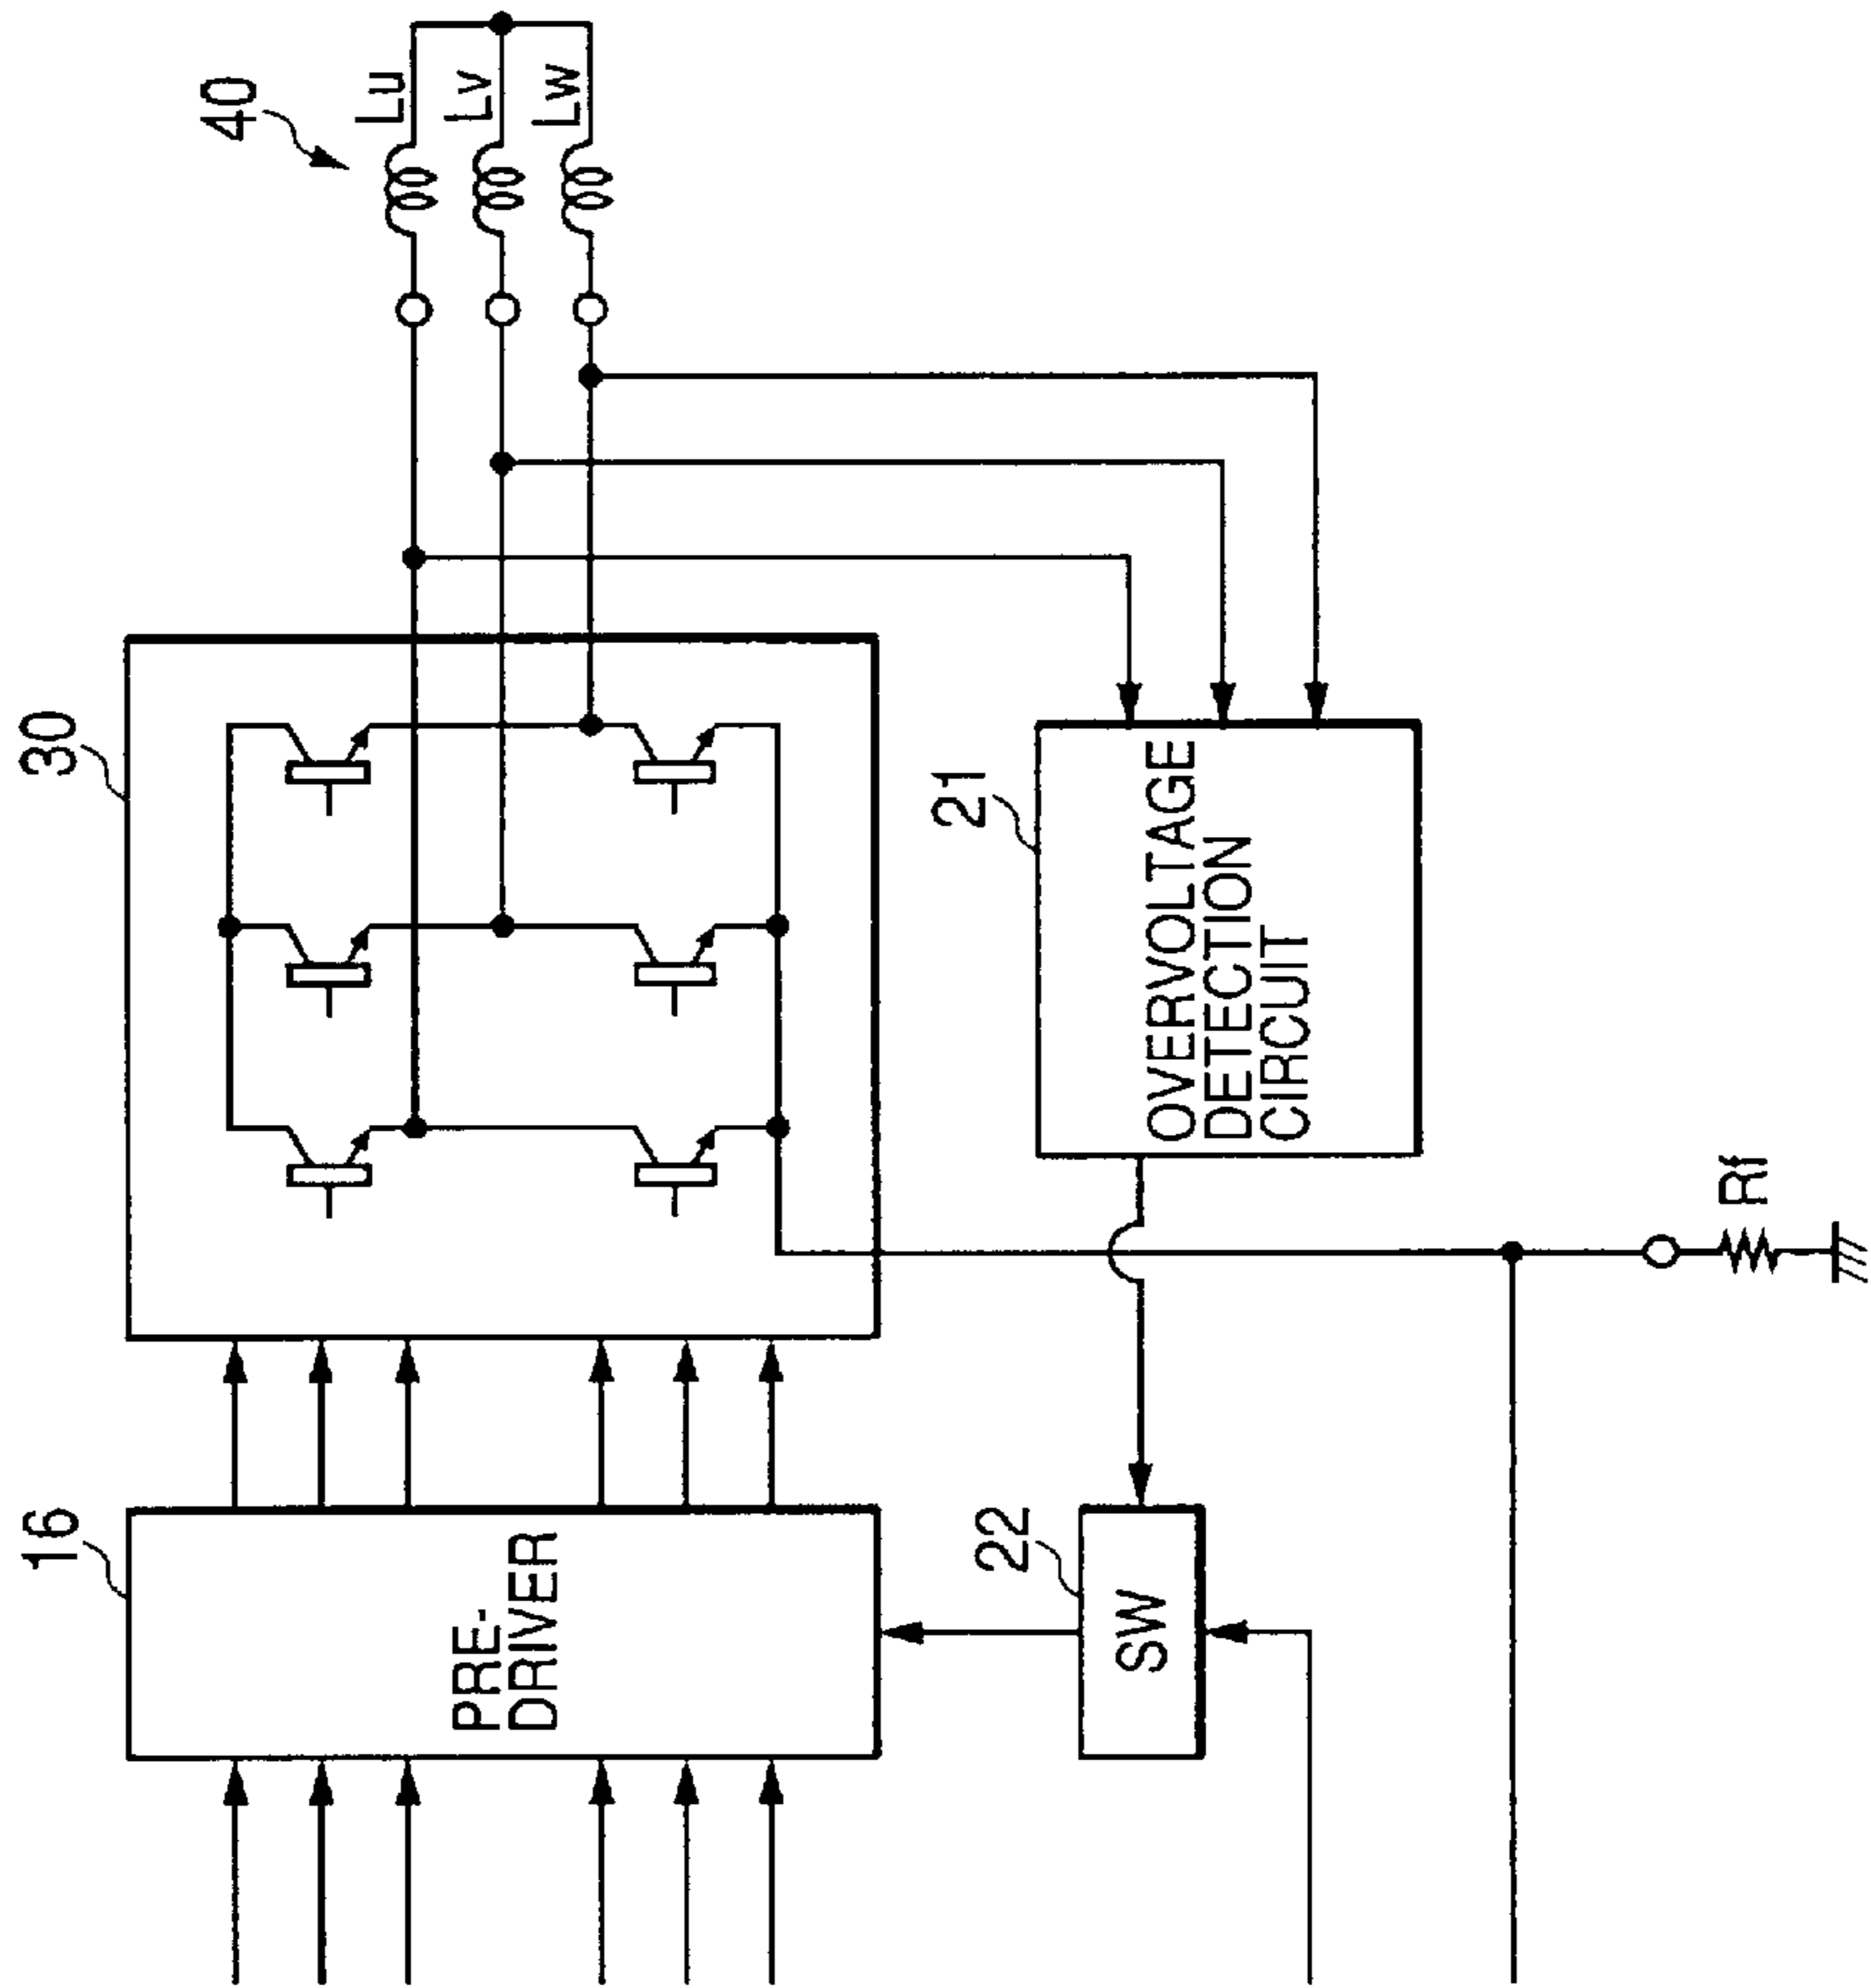 16
PRE-
DRIVER
30
40
Lu
Lv
Lw
22
SW
21
OVERVOLTAGE
DETECTION
CIRCUIT
Rf